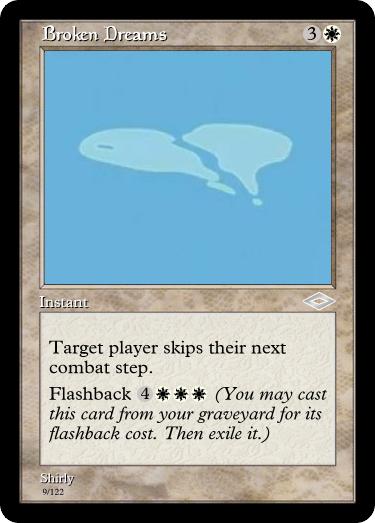 Broken Dreams 3
Instant
Target player skips their next
combat step.
Flashback 4 (You may cast
this card from your graveyard for its
flashback cost. Then exile it.)
Shirly
9/122